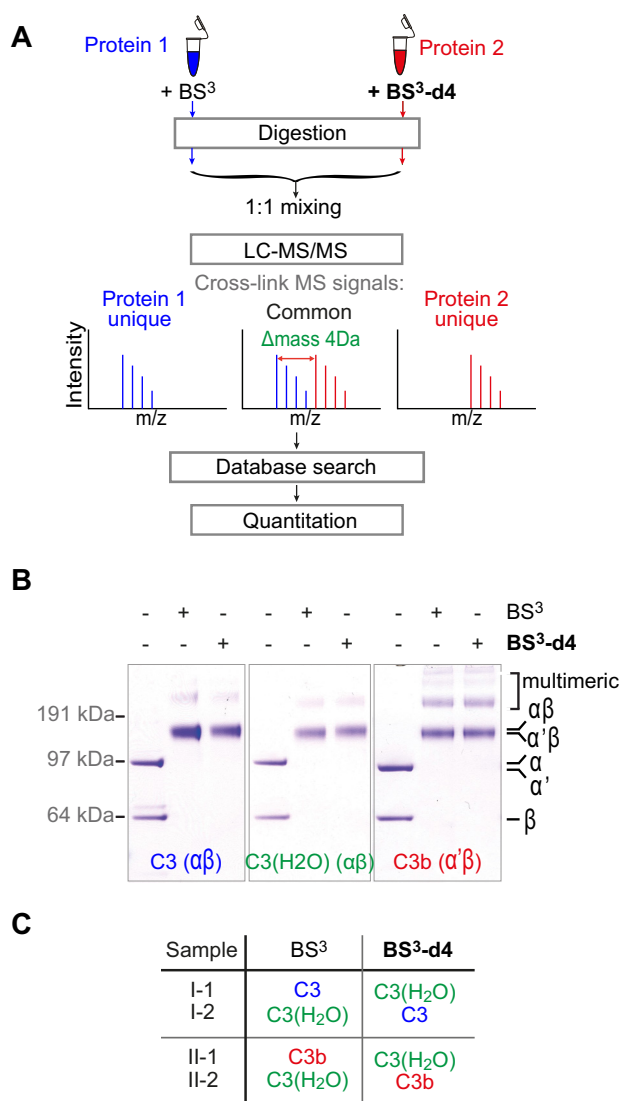 A
Protein 1
Protein 2
+ BS³
+ BS³-d4
Digestion
1:1 mixing
LC-MS/MS
Cross-link MS signals:
Protein 1 unique
Common
Δmass 4Da
Protein 2 unique
Intensity
m/z
m/z
m/z
Database search
Quantitation
B
- + - - + - - + - BS³
- - + - - + - - + BS³-d4
multimeric
191 kDa
αβ
α'β
97 kDa
α
α'
64 kDa
β
C3 (αβ) C3(H2O) (αβ) C3b (α'β)
C
Sample BS³ BS³-d4
I-1 C3 C3(H₂O)
I-2 C3(H₂O) C3
II-1 C3b C3(H₂O)
II-2 C3(H₂O) C3b